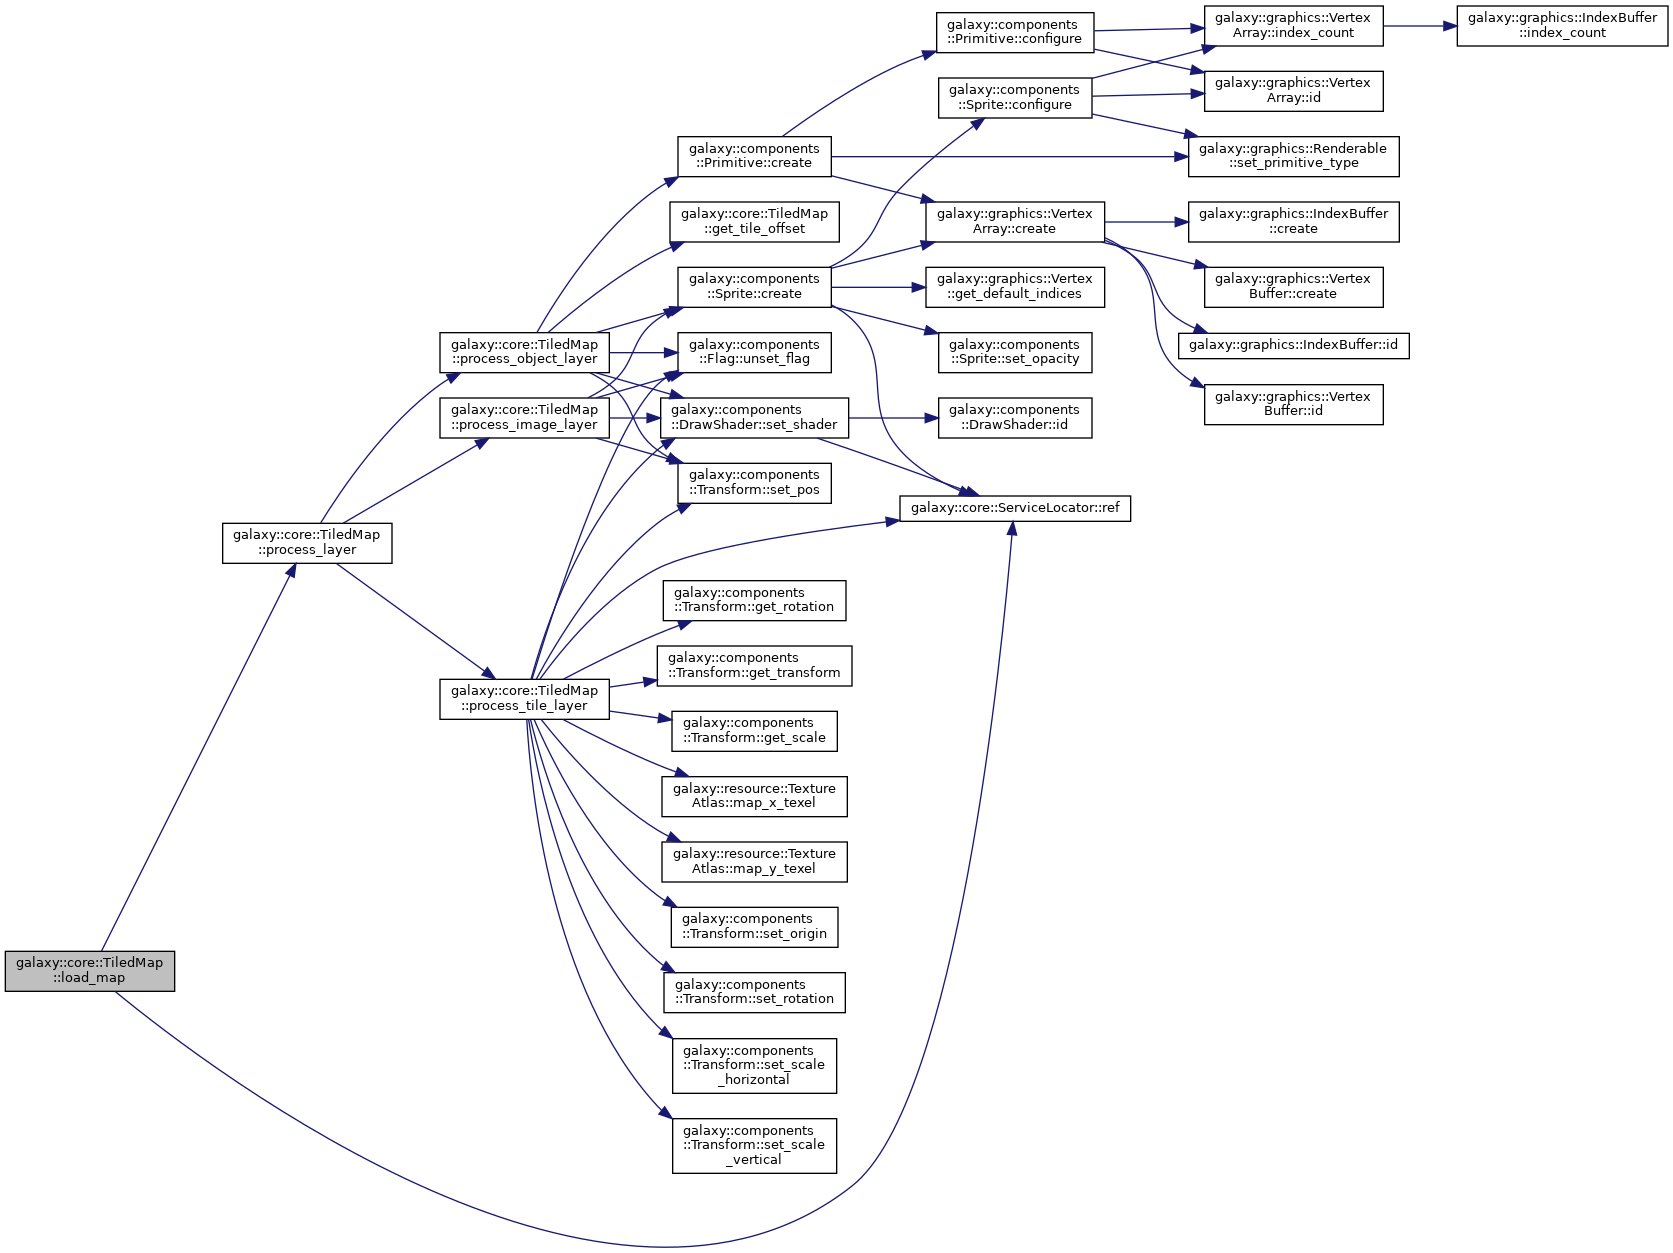 galaxy::core::TiledMap
::load_map
galaxy::core::TiledMap
::process_layer
galaxy::core::TiledMap
::process_object_layer
galaxy::core::TiledMap
::process_image_layer
galaxy::core::TiledMap
::process_tile_layer
galaxy::components
::Primitive::create
galaxy::core::TiledMap
::get_tile_offset
galaxy::components
::Sprite::create
galaxy::components
::Flag::unset_flag
galaxy::components
::DrawShader::set_shader
galaxy::components
::Transform::set_pos
galaxy::components
::Transform::get_rotation
galaxy::components
::Transform::get_transform
galaxy::components
::Transform::get_scale
galaxy::resource::Texture
Atlas::map_x_texel
galaxy::resource::Texture
Atlas::map_y_texel
galaxy::components
::Transform::set_origin
galaxy::components
::Transform::set_rotation
galaxy::components
::Transform::set_scale
_horizontal
galaxy::components
::Transform::set_scale
_vertical
galaxy::components
::Primitive::configure
galaxy::components
::Sprite::configure
galaxy::graphics::Vertex
Array::create
galaxy::graphics::Vertex
::get_default_indices
galaxy::components
::Sprite::set_opacity
galaxy::components
::DrawShader::id
galaxy::core::ServiceLocator::ref
galaxy::graphics::Vertex
Array::index_count
galaxy::graphics::Vertex
Array::id
galaxy::graphics::Renderable
::set_primitive_type
galaxy::graphics::IndexBuffer
::create
galaxy::graphics::Vertex
Buffer::create
galaxy::graphics::IndexBuffer::id
galaxy::graphics::Vertex
Buffer::id
galaxy::graphics::IndexBuffer
::index_count